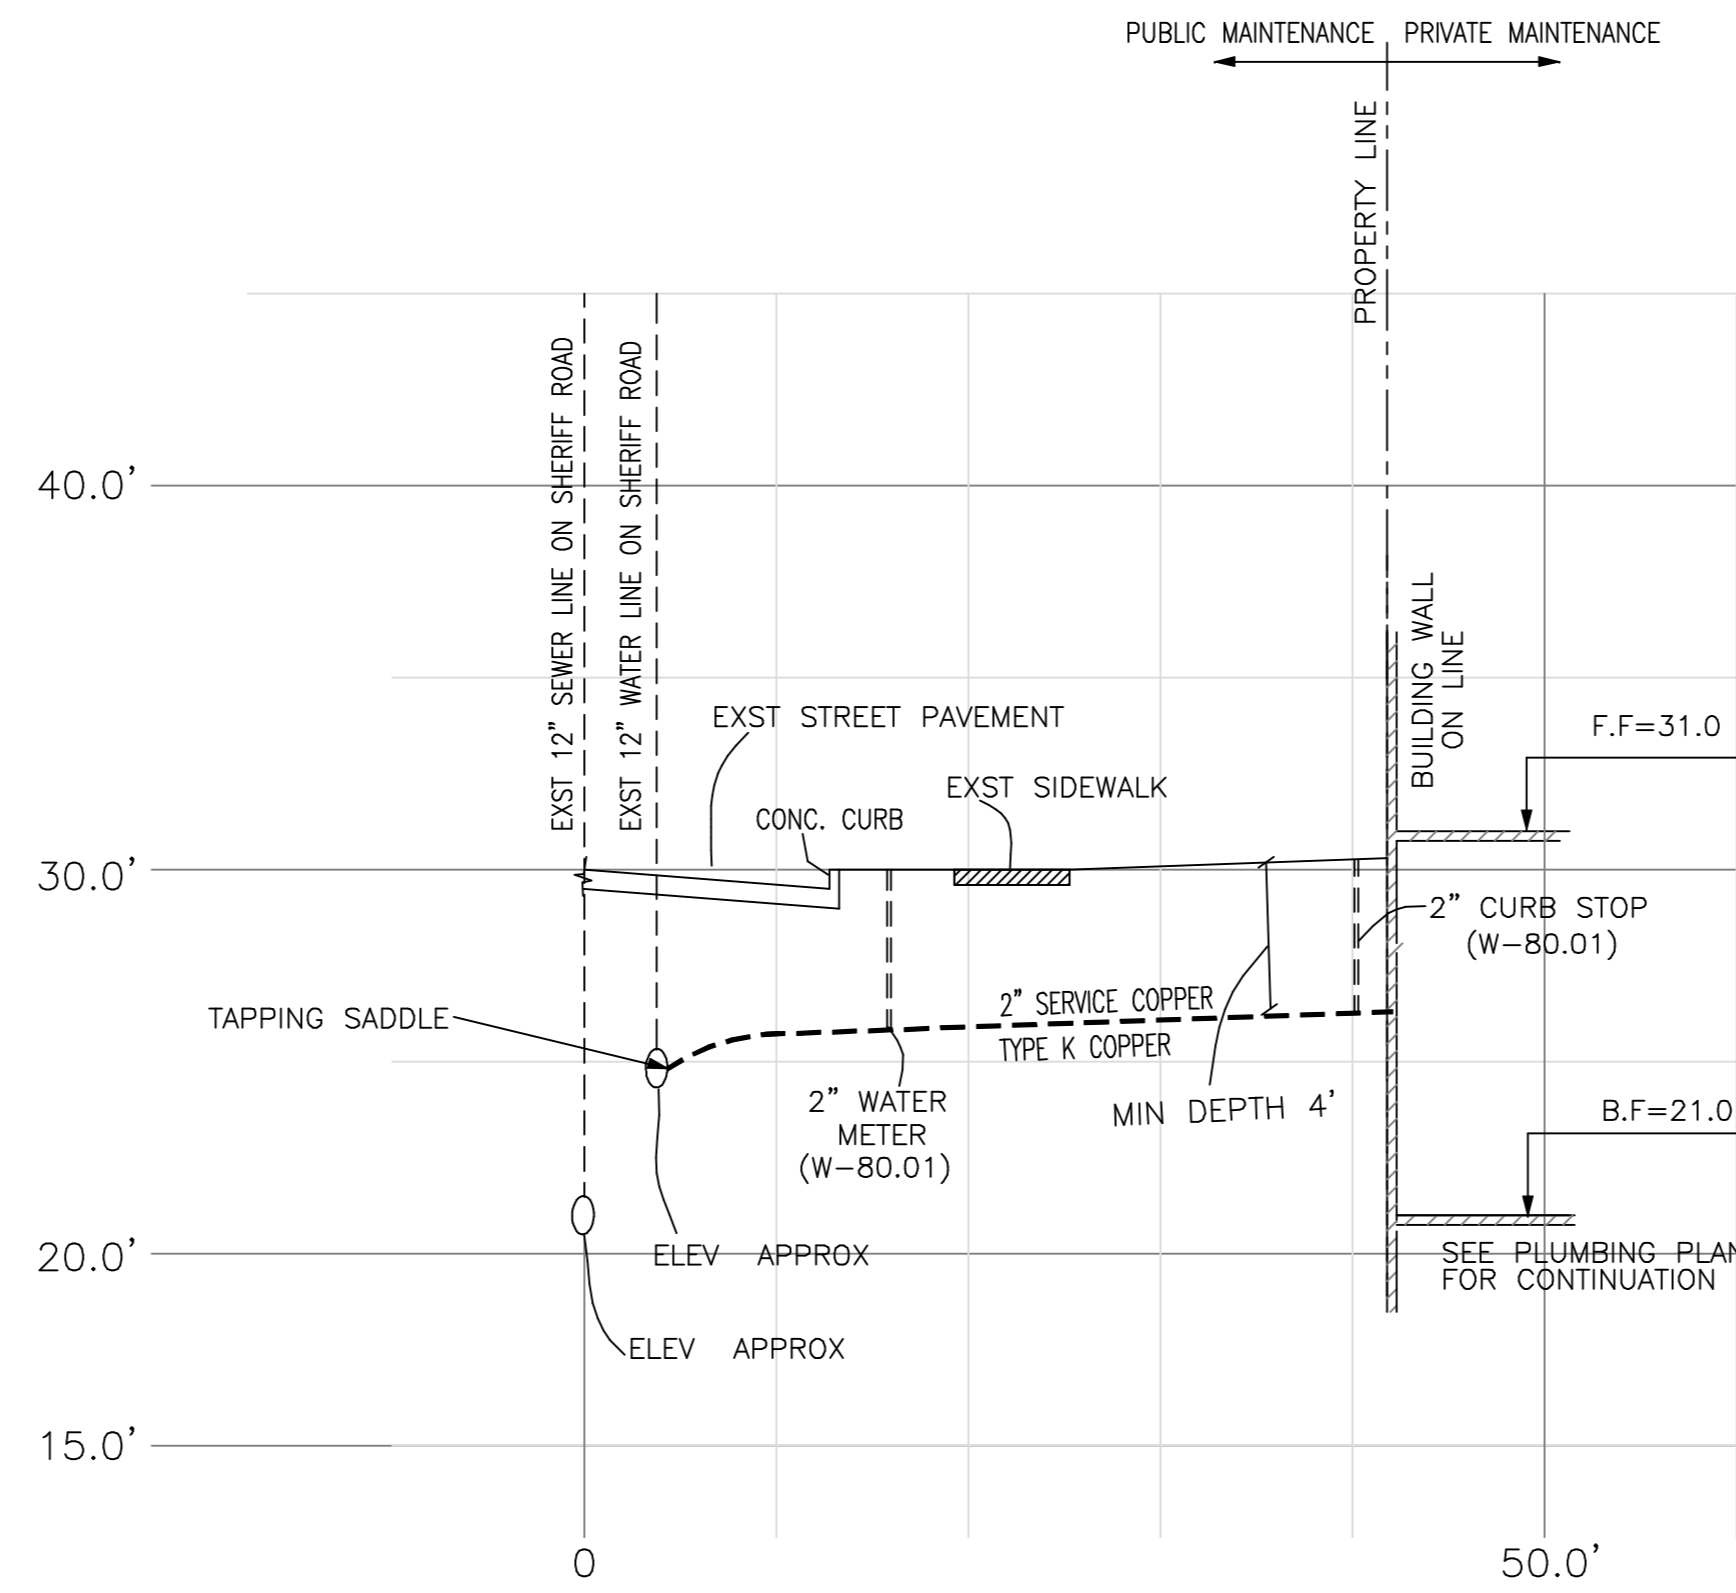 PUBLIC MAINTENANCE
PRIVATE MAINTENANCE
PROPERTY LINE
EXST 12" SEWER LINE ON SHERIFF ROAD
EXST 12" WATER LINE ON SHERIFF ROAD
40.0'
BUILDING WALL
ON LINE
EXST STREET PAVEMENT
F.F=31.0
EXST SIDEWALK
CONC. CURB
30.0'
2" CURB STOP
(W-80.01)
TAPPING SADDLE
2" SERVICE COPPER
TYPE K COPPER
2" WATER
METER
(W-80.01)
MIN DEPTH 4'
B.F=21.0
20.0'
ELEV APPROX
SEE PLUMBING PLAN
FOR CONTINUATION
ELEV APPROX
15.0'
0
50.0'